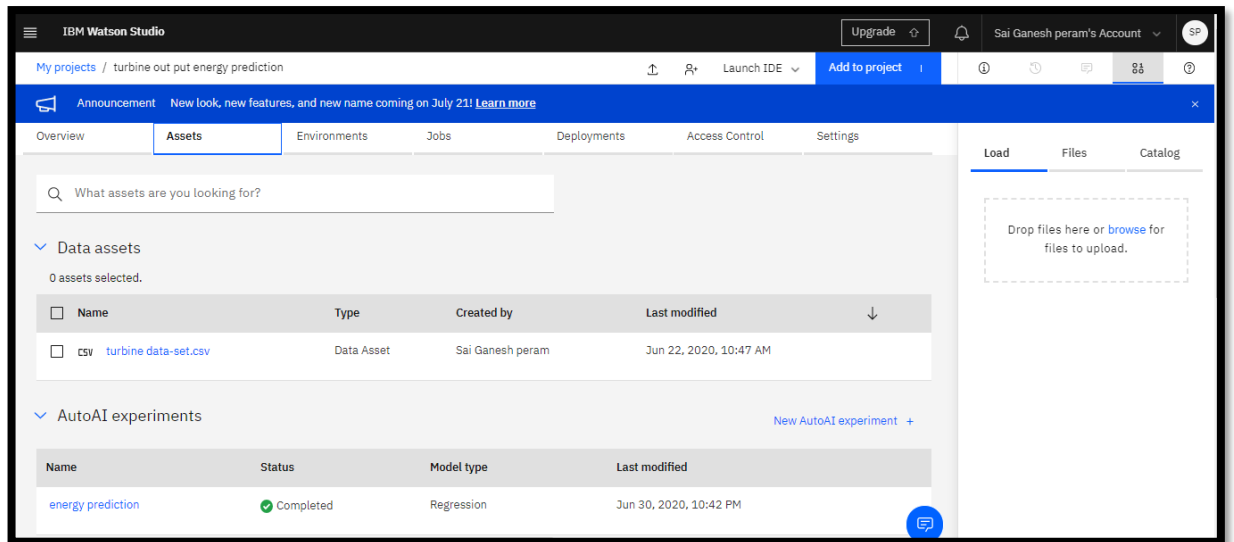 IBM Watson Studio
Upgrade
Sai Ganesh peram's Account
SP
My projects / turbine out put energy prediction
Launch IDE
Add to project
Announcement New look, new features, and new name coming on July 21! Learn more
Overview Assets Environments Jobs Deployments Access Control Settings
Load Files Catalog
What assets are you looking for?
Drop files here or browse for
files to upload.
Data assets
0 assets selected.
Name Type Created by Last modified
CSV turbine data-set.csv Data Asset Sai Ganesh peram Jun 22, 2020, 10:47 AM
AutoAI experiments
New AutoAI experiment +
Name Status Model type Last modified
energy prediction Completed Regression Jun 30, 2020, 10:42 PM